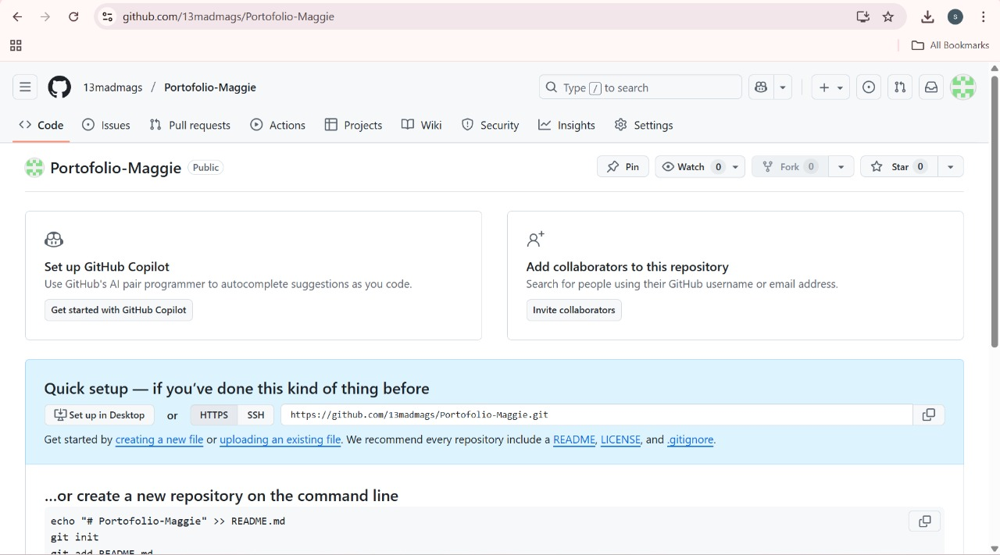 github.com/13madmags/Portofolio-Maggie
S
All Bookmarks
13madmags / Portofolio-Maggie
Type / to search
Code Issues Pull requests Actions Projects Wiki Security Insights Settings
Portofolio-Maggie Public
Pin Watch 0 Fork 0 Star 0
Set up GitHub Copilot
Use GitHub's AI pair programmer to autocomplete suggestions as you code.
Get started with GitHub Copilot
Add collaborators to this repository
Search for people using their GitHub username or email address.
Invite collaborators
Quick setup — if you’ve done this kind of thing before
Set up in Desktop or HTTPS SSH https://github.com/13madmags/Portofolio-Maggie.git
Get started by creating a new file or uploading an existing file. We recommend every repository include a README, LICENSE, and .gitignore.
…or create a new repository on the command line
echo "# Portofolio-Maggie" >> README.md
git init
git add README.md